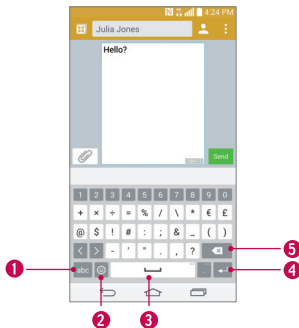 4:24 PM
Julia Jones
Hello?
Send
1 2 3 4 5 6 7 8 9 0
+ × ÷ = % / \ * € £
@ $ ! # : ; & _ ( )
< > - ' " . , ?
abc .
1
2
3
4
5